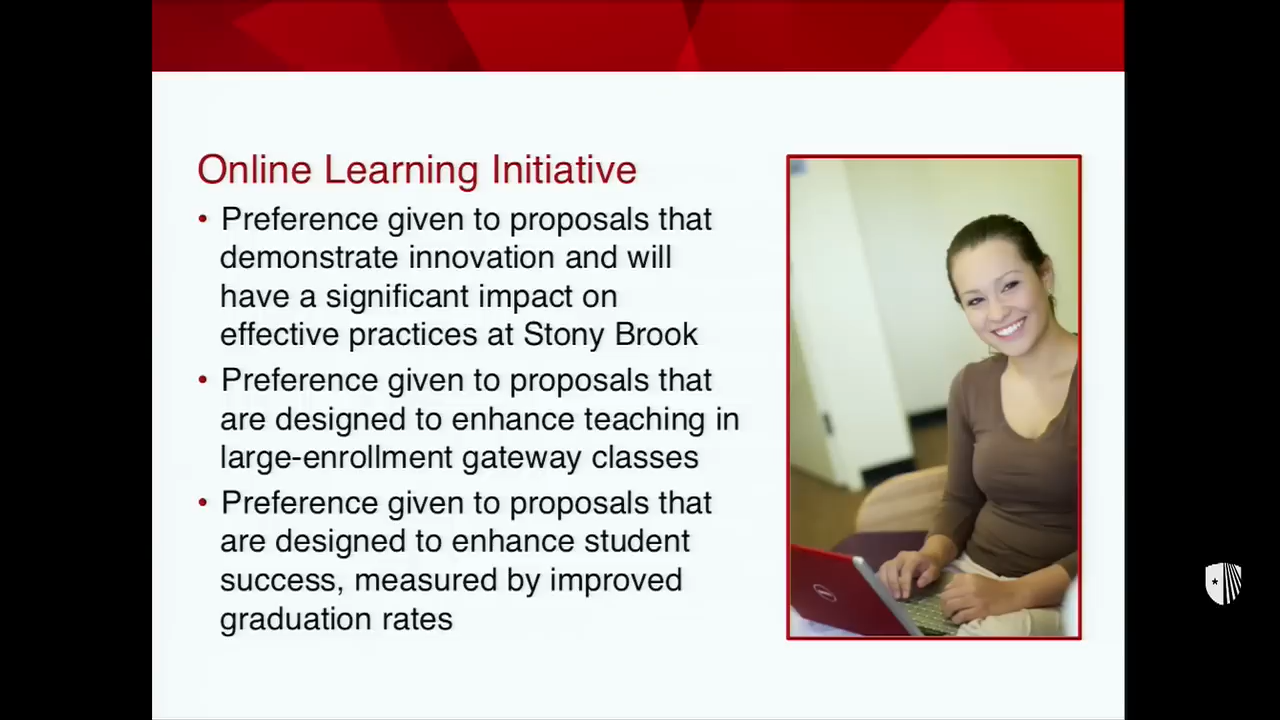 Online Learning Initiative
• Preference given to proposals that
demonstrate innovation and will
have a significant impact on
effective practices at Stony Brook
• Preference given to proposals that
are designed to enhance teaching in
large-enrollment gateway classes
• Preference given to proposals that
are designed to enhance student
success, measured by improved
graduation rates